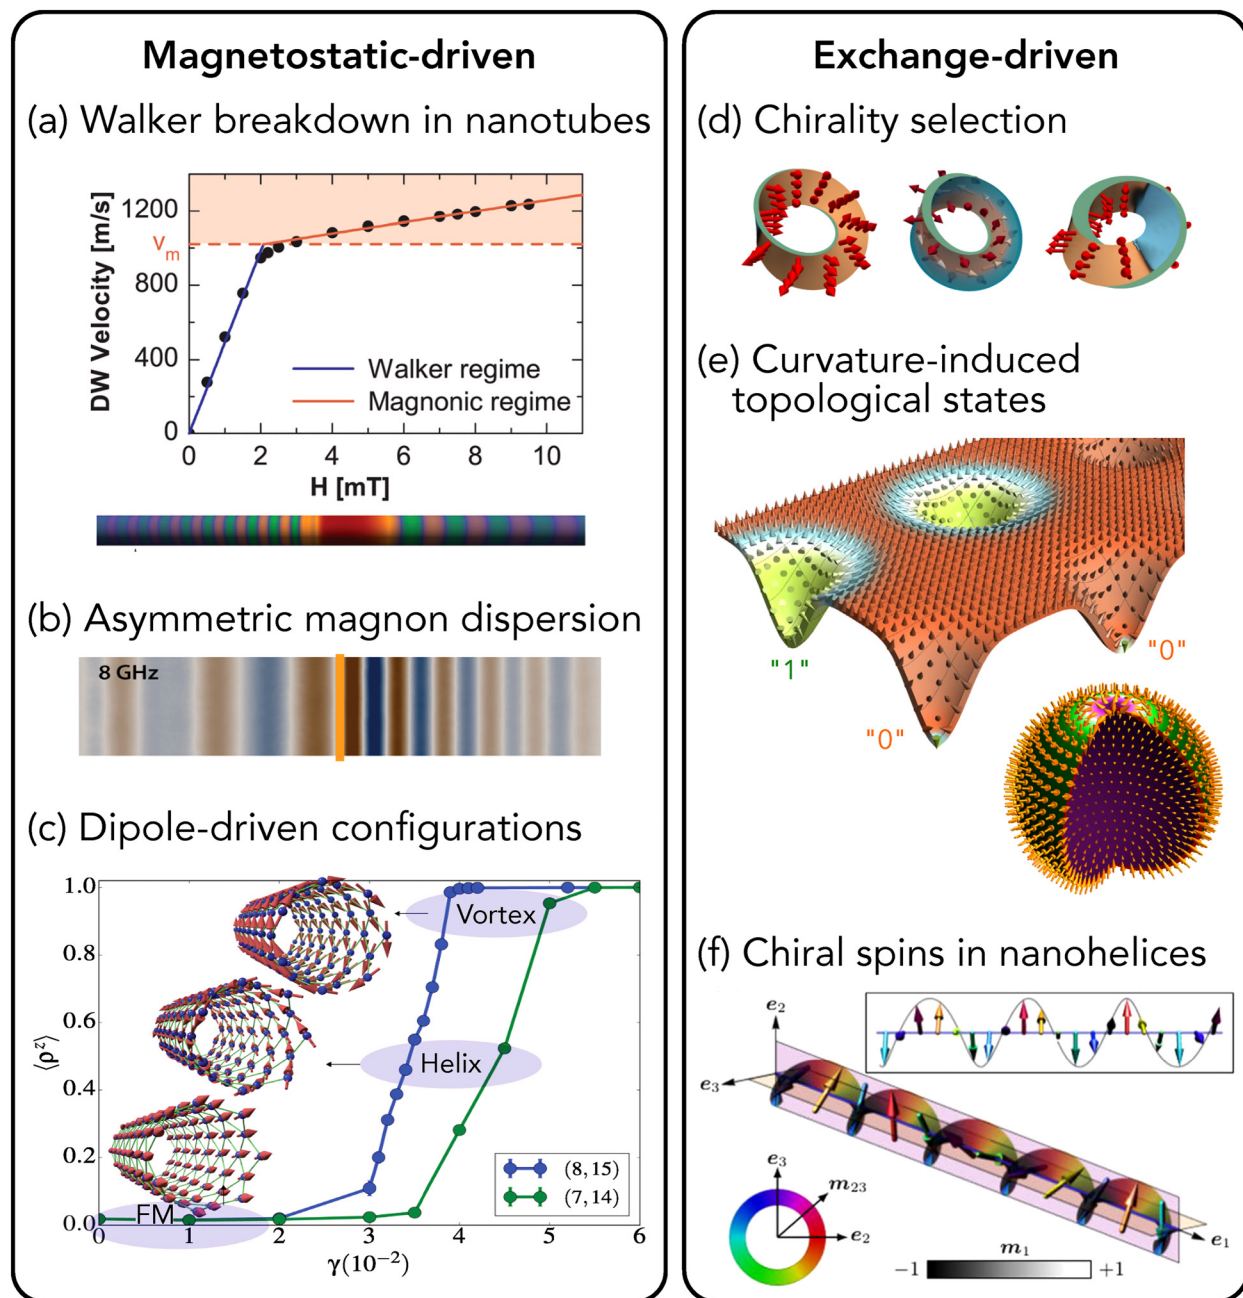 Magnetostatic-driven
(a) Walker breakdown in nanotubes
DW Velocity [m/s]
1200
v_m
800
400
0
Walker regime
Magnonic regime
0 2 4 6 8 10
H [mT]
(b) Asymmetric magnon dispersion
8 GHz
(c) Dipole-driven configurations
⟨ρ^z⟩
1.0
0.8
0.6
0.4
0.2
0.0
Vortex
Helix
FM
(8, 15)
(7, 14)
0 1 2 3 4 5 6
γ(10⁻²)
Exchange-driven
(d) Chirality selection
(e) Curvature-induced
topological states
"1"
"0"
"0"
(f) Chiral spins in nanohelices
e₂
e₃
e₁
e₃
m₂₃
e₂
m₁
−1 +1